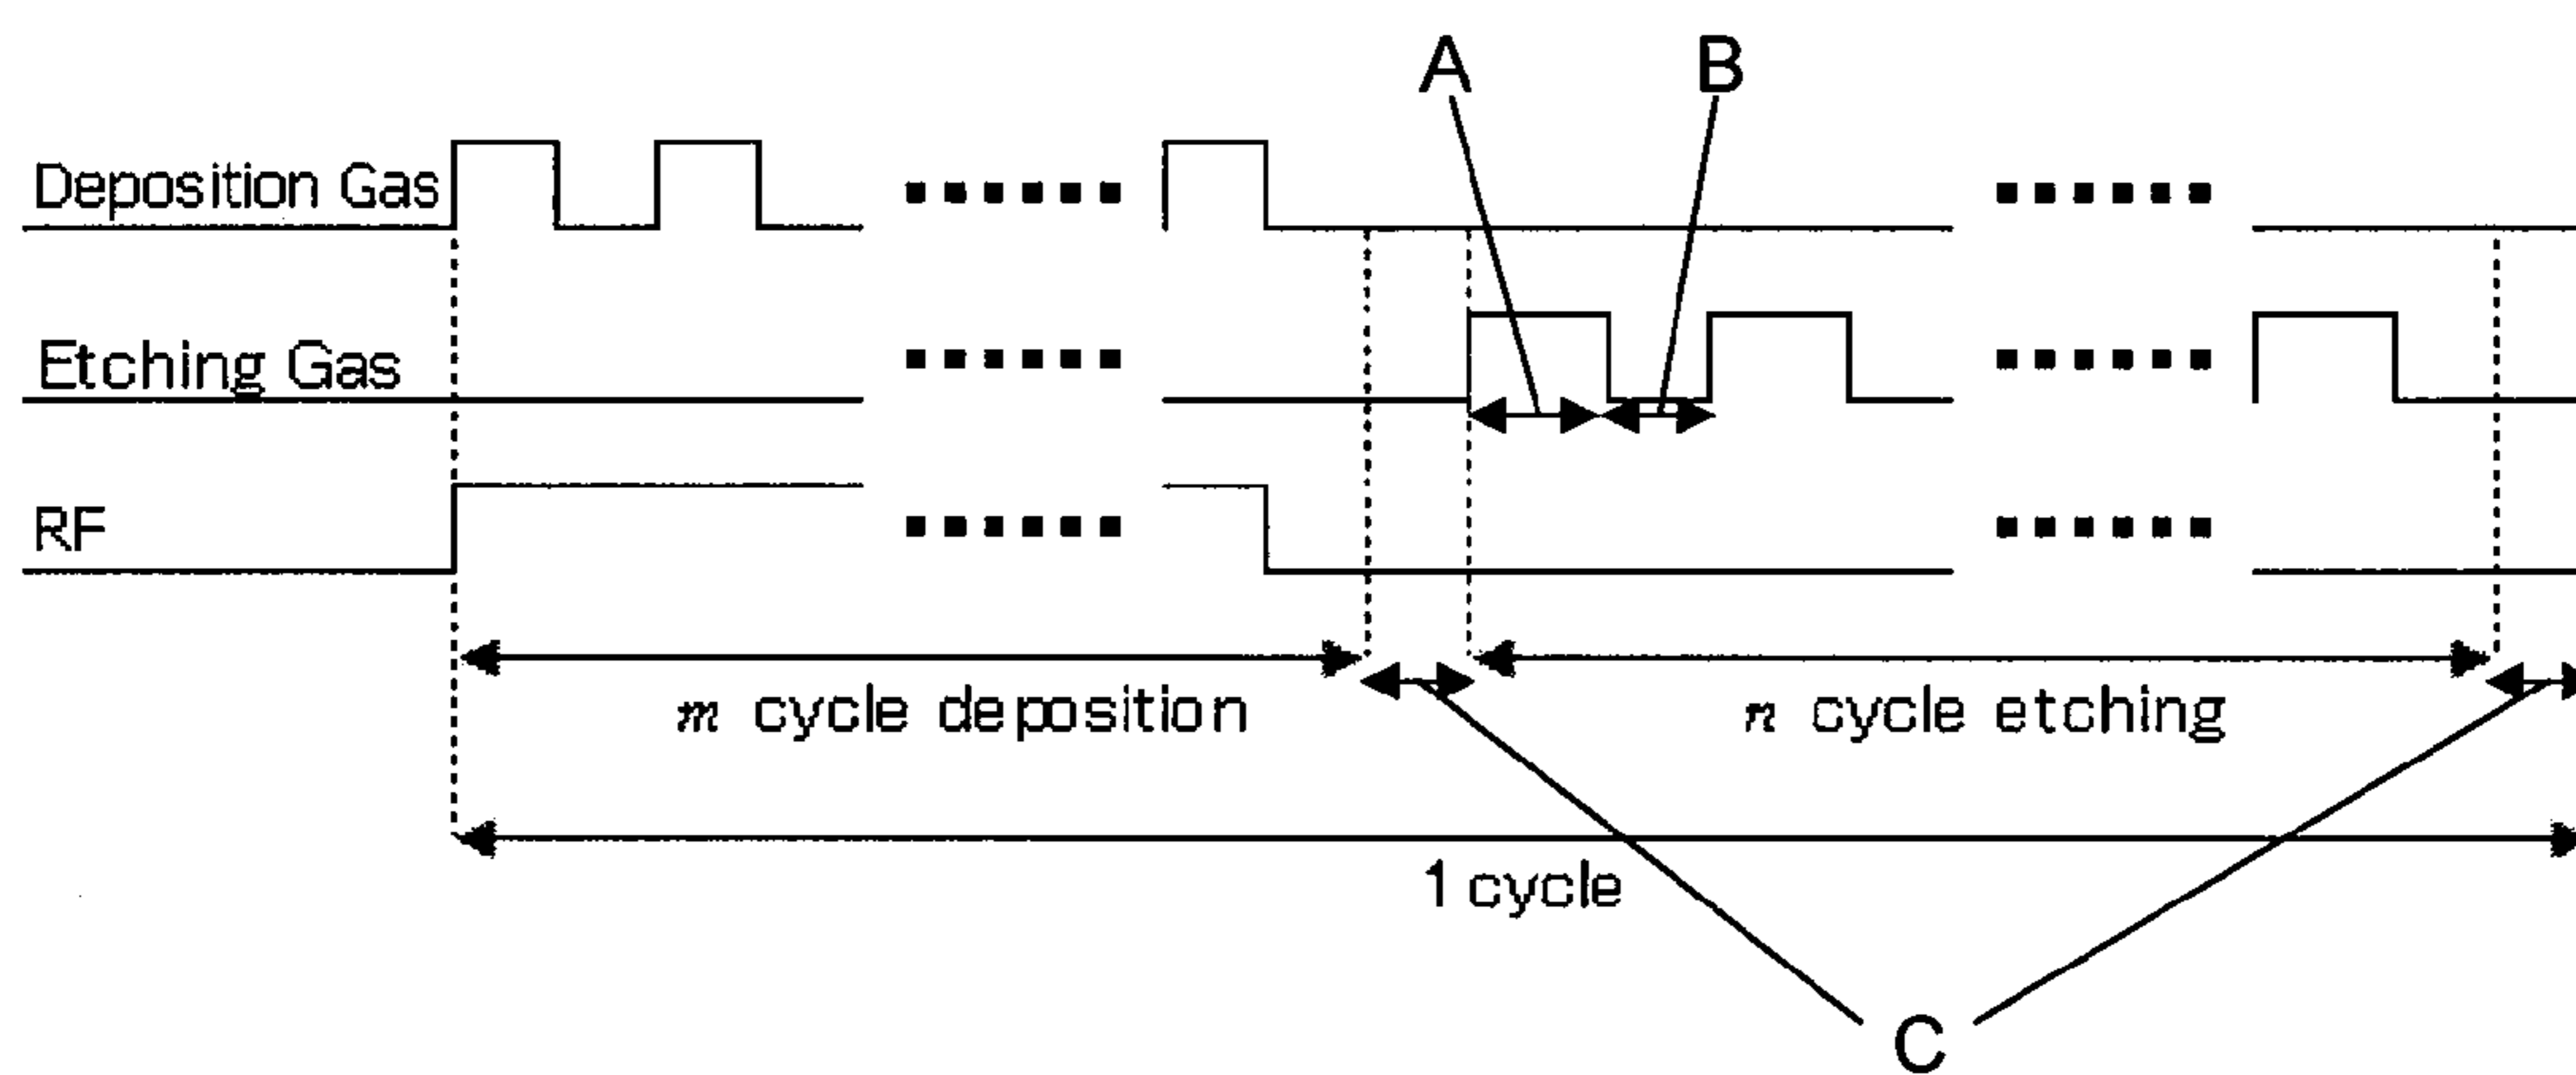 A B
Deposition Gas
Etching Gas
RF
m cycle deposition n cycle etching
1 cycle
C